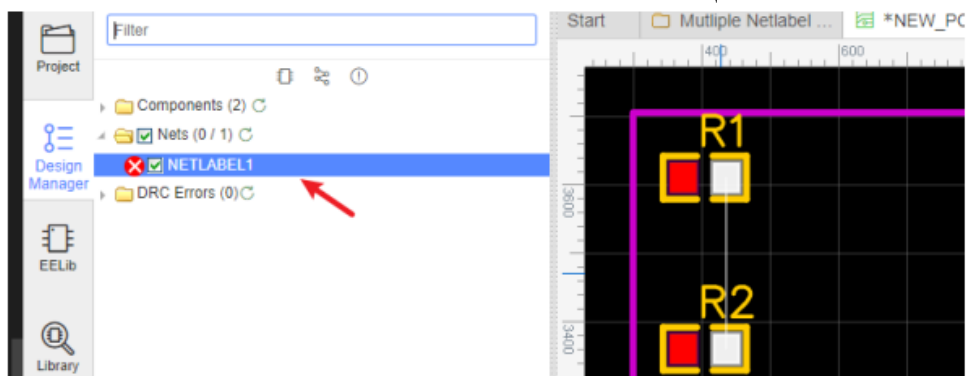 Filter
Start
Mutliple Netlabel ...
*NEW_PC
Project
400
600
Components (2)
Nets (0 / 1)
NETLABEL1
DRC Errors (0)
Design
Manager
EELib
Library
R1
R2
3600
3400